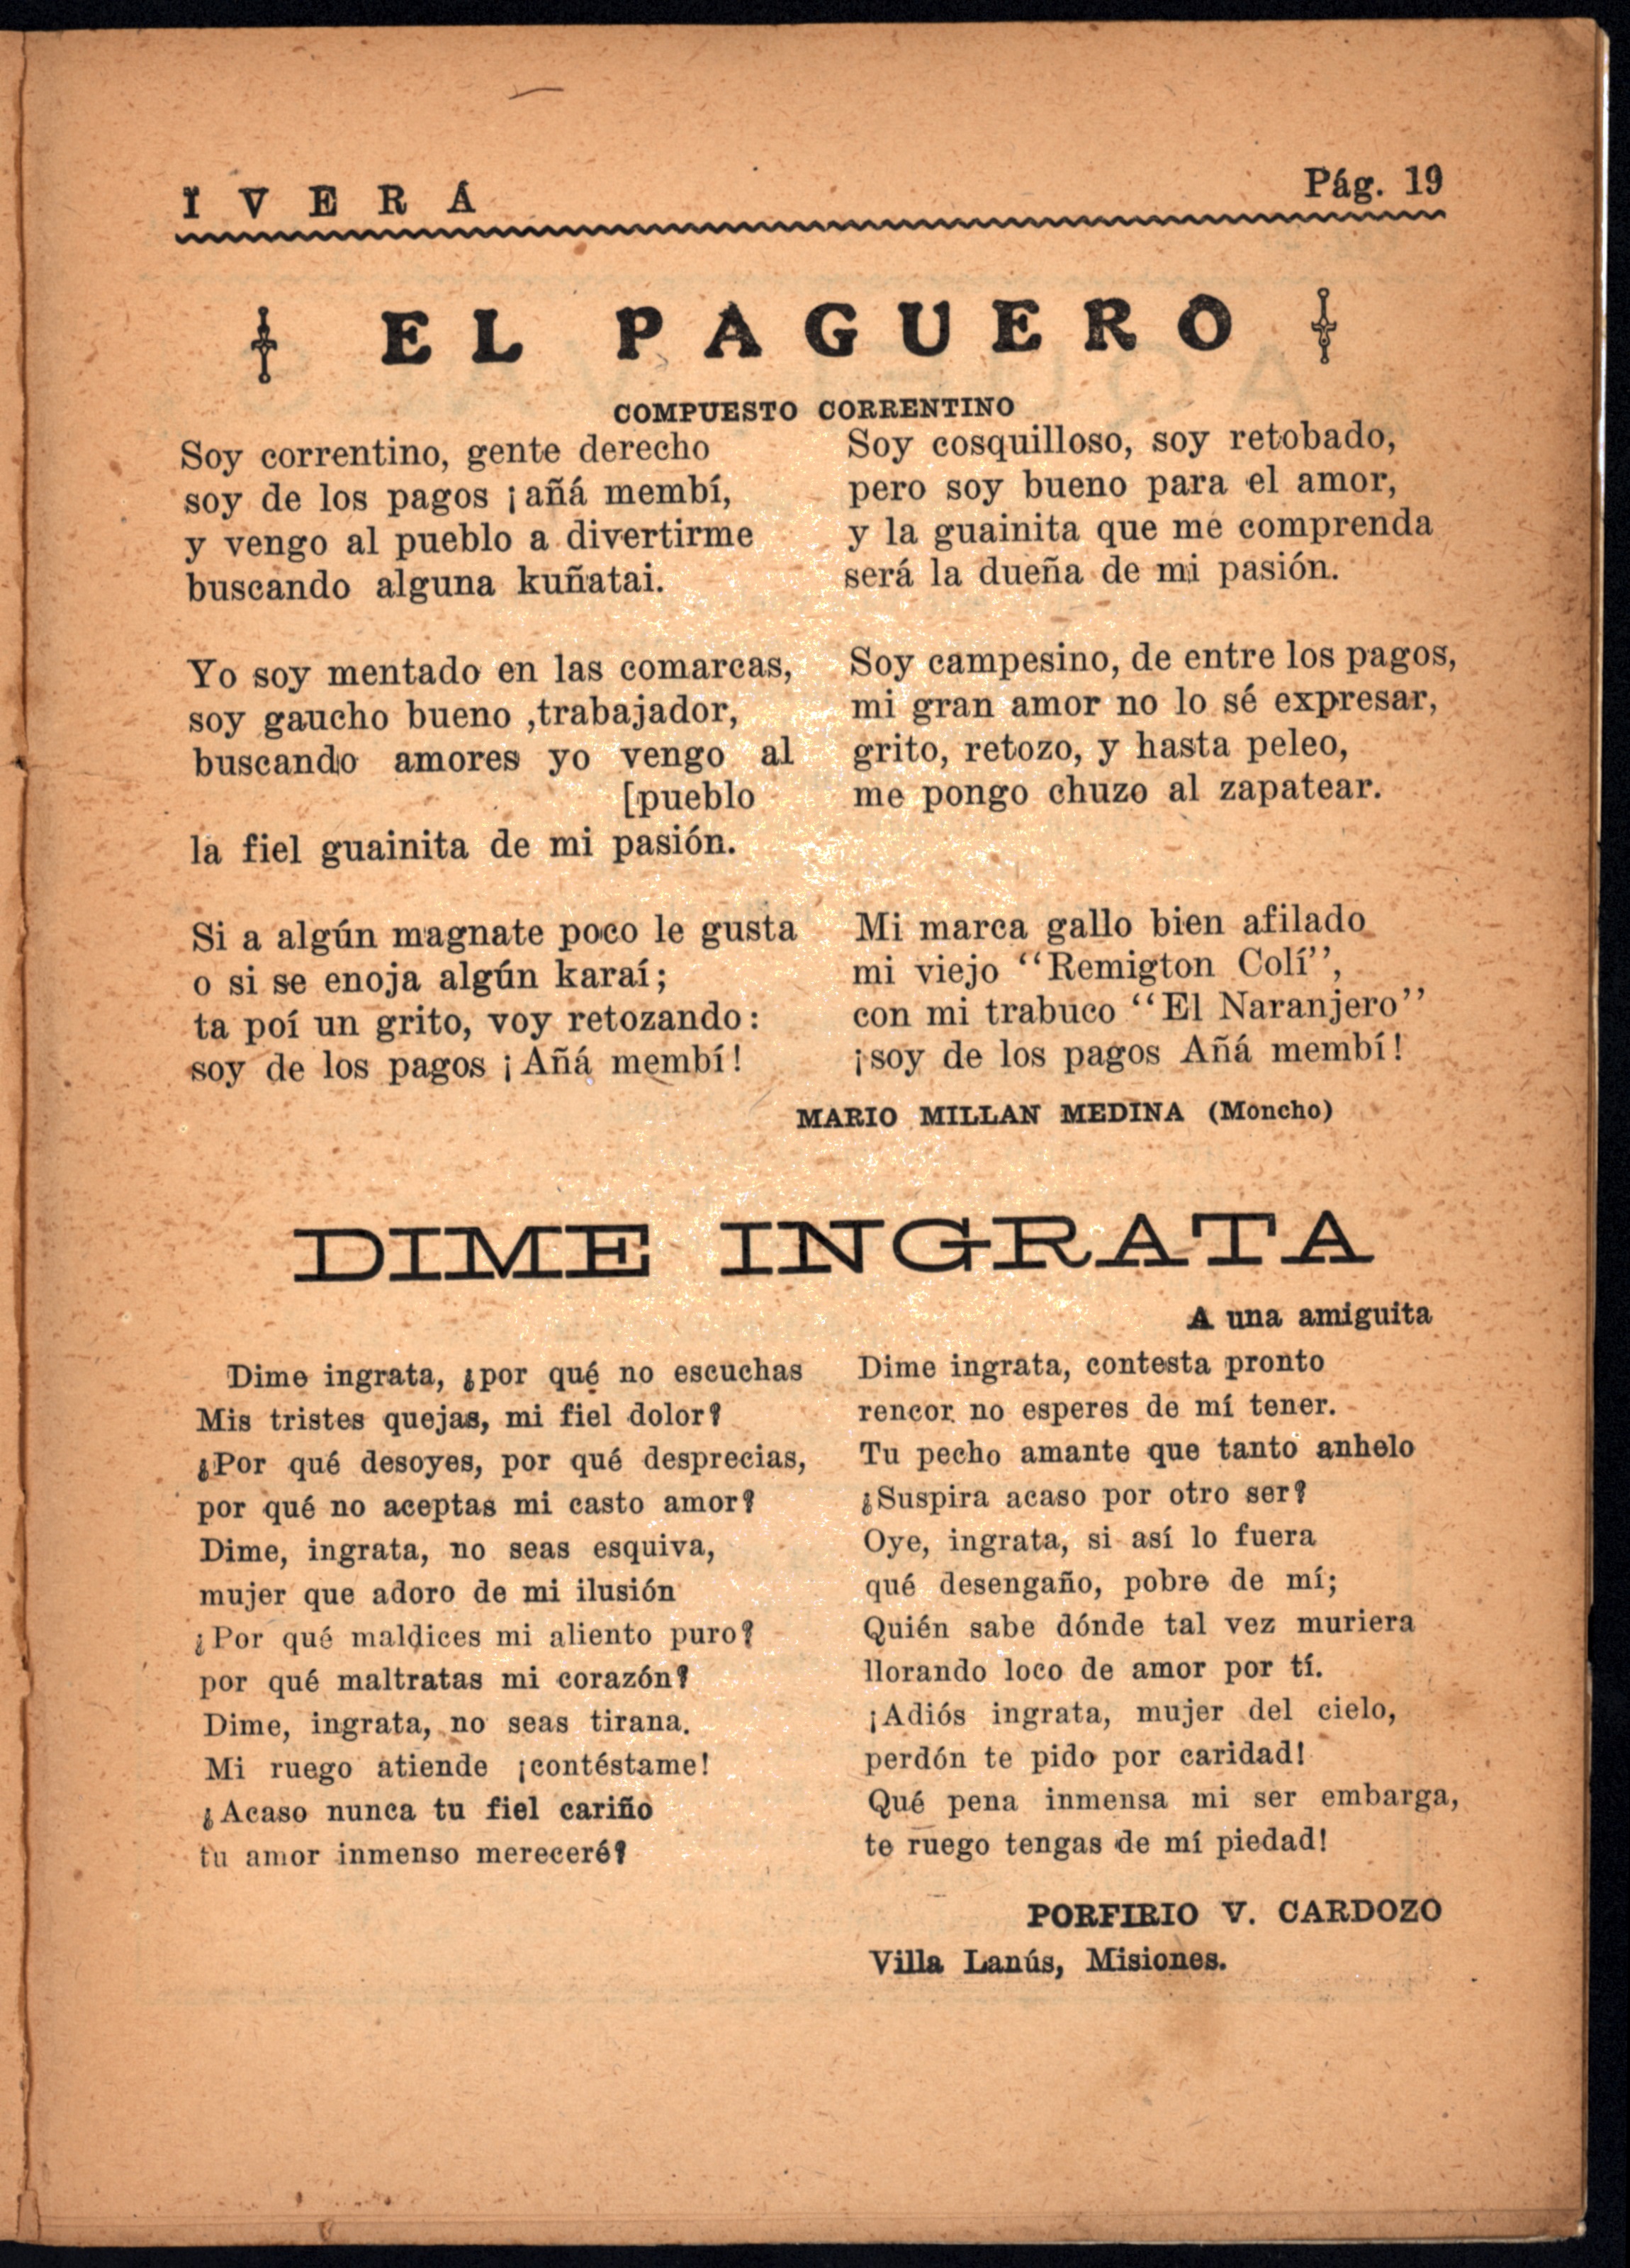 Ï V E R Á
Pág. 19
EL PAGUERO
COMPUESTO CORRENTINO
Soy correntino, gente derecho
soy de los pagos ¡añá membí,
y vengo al pueblo a divertirme
buscando alguna kuñatai.
Yo soy mentado en las comarcas,
soy gaucho bueno ,trabajador,
buscando amores yo vengo al
[pueblo
la fiel guainita de mi pasión.
Si a algún magnate poco le gusta
o si se enoja algún karaí;
ta poí un grito, voy retozando:
soy de los pagos ¡Añá membí!
Soy cosquilloso, soy retobado,
pero soy bueno para el amor,
y la guainita que me comprenda
será la dueña de mi pasión.
Soy campesino, de entre los pagos,
mi gran amor no lo sé expresar,
grito, retozo, y hasta peleo,
me pongo chuzo al zapatear.
Mi marca gallo bien afilado
mi viejo "Remigton Colí",
con mi trabuco "El Naranjero"
¡soy de los pagos Añá membí!
MARIO MILLAN MEDINA (Moncho)
DIME INGRATA
A una amiguita
Dime ingrata, ¿por qué no escuchas
Mis tristes quejas, mi fiel dolor?
¿Por qué desoyes, por qué desprecias,
por qué no aceptas mi casto amor?
Dime, ingrata, no seas esquiva,
mujer que adoro de mi ilusión
¿Por qué maldices mi aliento puro?
por qué maltratas mi corazón?
Dime, ingrata, no seas tirana.
Mi ruego atiende ¡contéstame!
¿Acaso nunca tu fiel cariño
tu amor inmenso mereceré?
Dime ingrata, contesta pronto
rencor no esperes de mí tener.
Tu pecho amante que tanto anhelo
¿Suspira acaso por otro ser?
Oye, ingrata, si así lo fuera
qué desengaño, pobre de mí;
Quién sabe dónde tal vez muriera
llorando loco de amor por tí.
¡Adiós ingrata, mujer del cielo,
perdón te pido por caridad!
Qué pena inmensa mi ser embarga,
te ruego tengas de mí piedad!
PORFIRIO V. CARDOZO
Villa Lanús, Misiones.